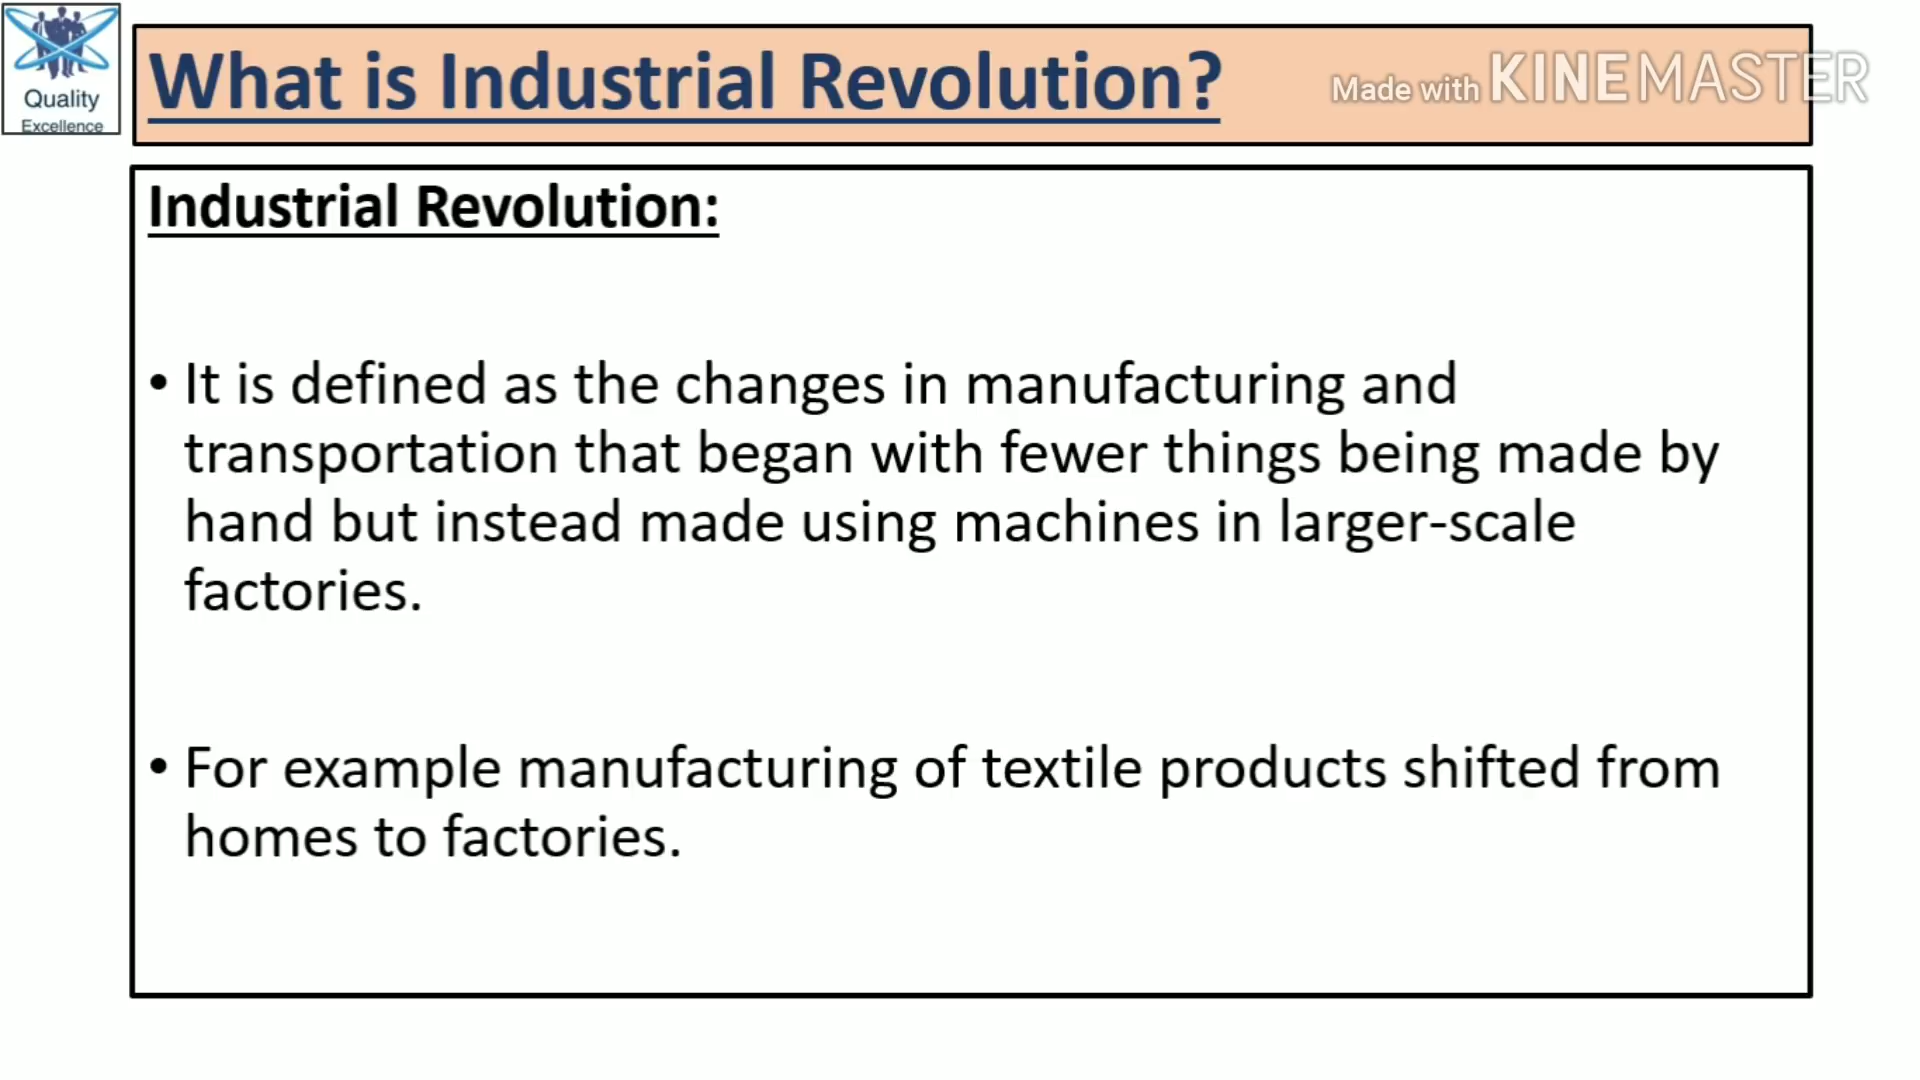 Quality
Excellence
What is Industrial Revolution?
Made with KINEMASTER
Industrial Revolution:
• It is defined as the changes in manufacturing and
transportation that began with fewer things being made by
hand but instead made using machines in larger-scale
factories.
• For example manufacturing of textile products shifted from
homes to factories.